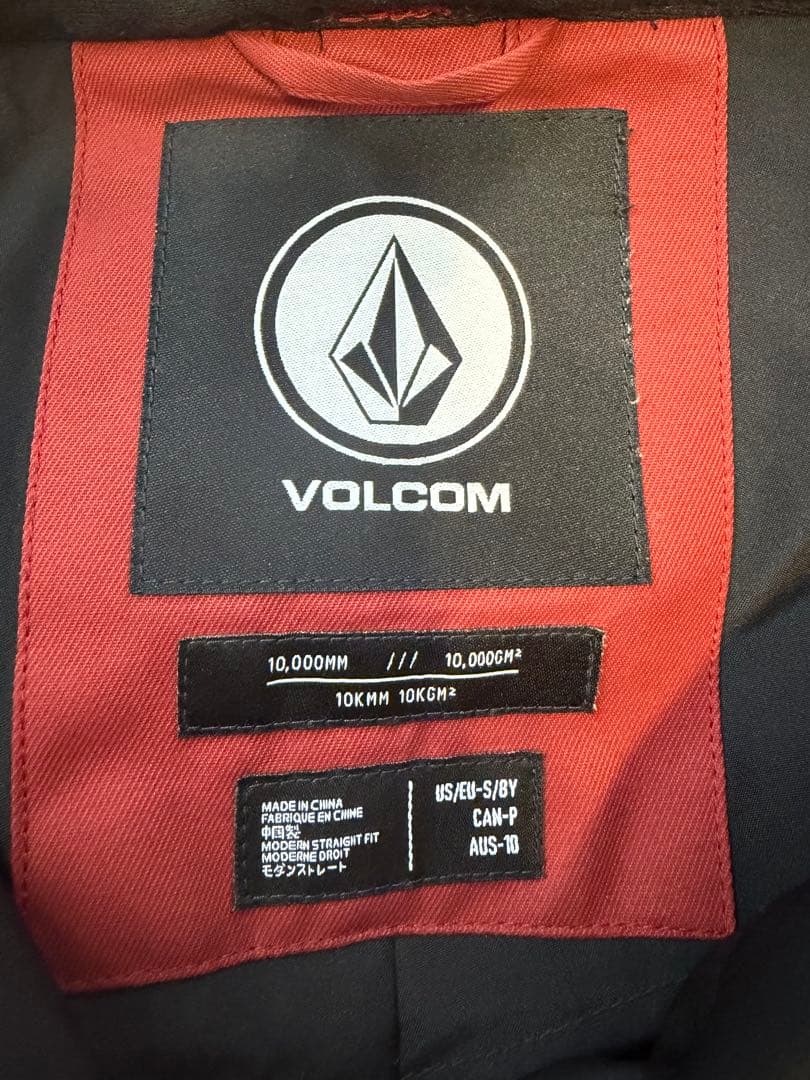 VOLCOM
10,000MM /// 10,000GM²
10KMM 10KGM²
MADE IN CHINA
FABRIQUE EN CHINE
中国製
MODERN STRAIGHT FIT
MODERNE DROIT
モダンストレート
US/EU-S/8Y
CAN-P
AUS-10